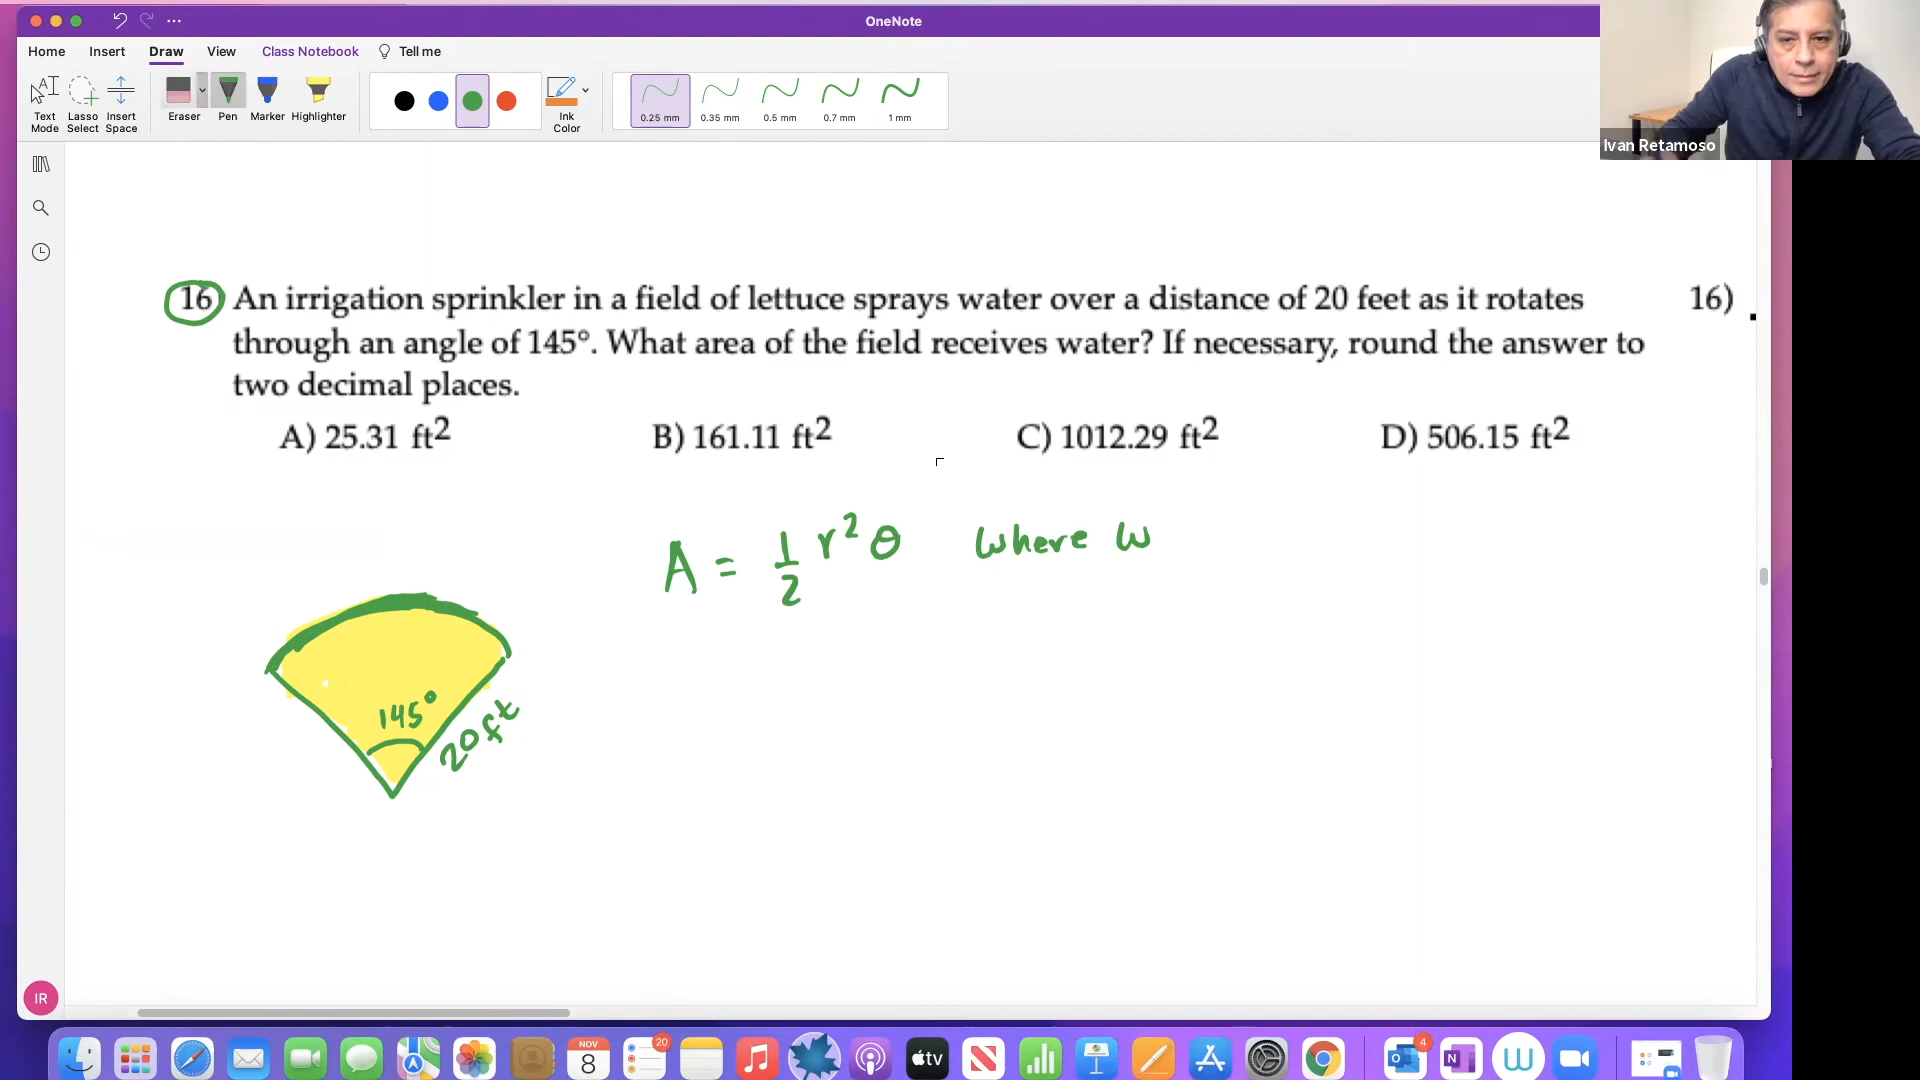 OneNote
Home Insert Draw View Class Notebook Tell me
Text Mode
Lasso Select
Insert Space
Eraser
Pen
Marker
Highlighter
Ink Color
0.25 mm 0.35 mm 0.5 mm 0.7 mm 1 mm
Ivan Retamoso
16 An irrigation sprinkler in a field of lettuce sprays water over a distance of 20 feet as it rotates 16)
through an angle of 145°. What area of the field receives water? If necessary, round the answer to
two decimal places.
A) 25.31 ft2 B) 161.11 ft2 C) 1012.29 ft2 D) 506.15 ft2
A = 1/2 r² θ where w
145°
20 ft
IR
NOV
8
20
tv
4